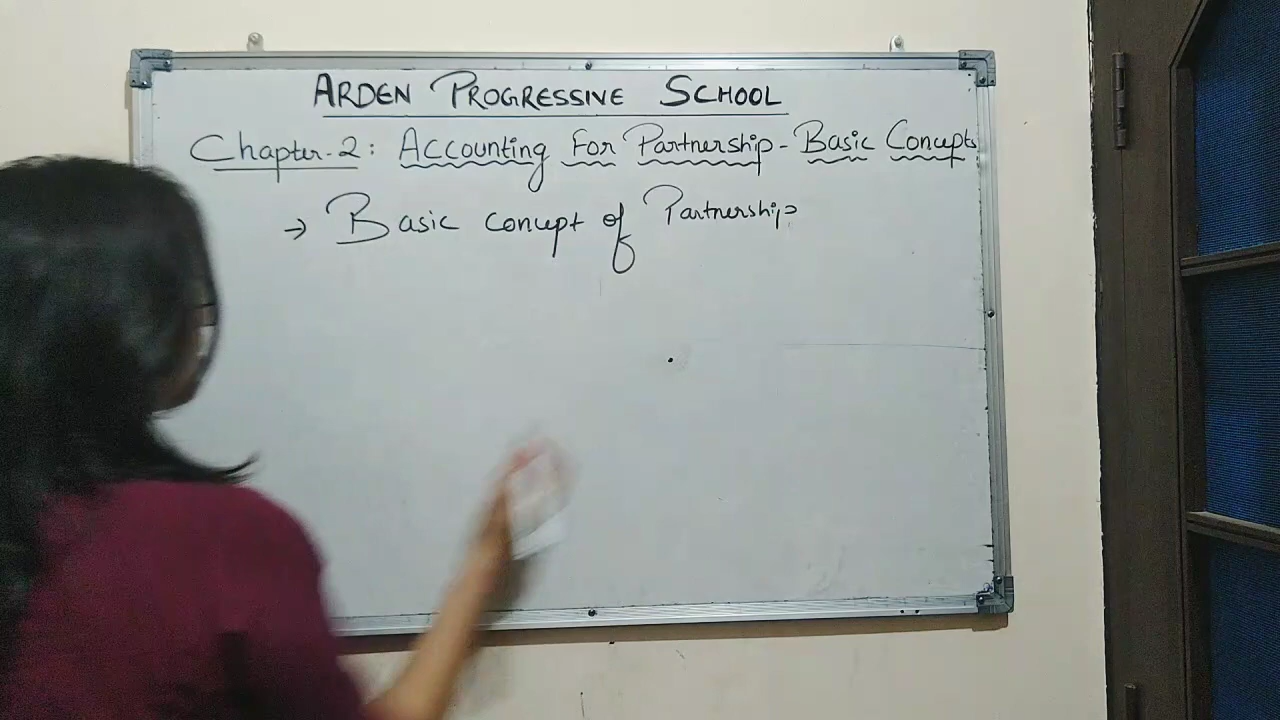 ARDEN PROGRESSIVE SCHOOL
Chapter-2: Accounting For Partnership - Basic Concepts
→ Basic concept of Partnership